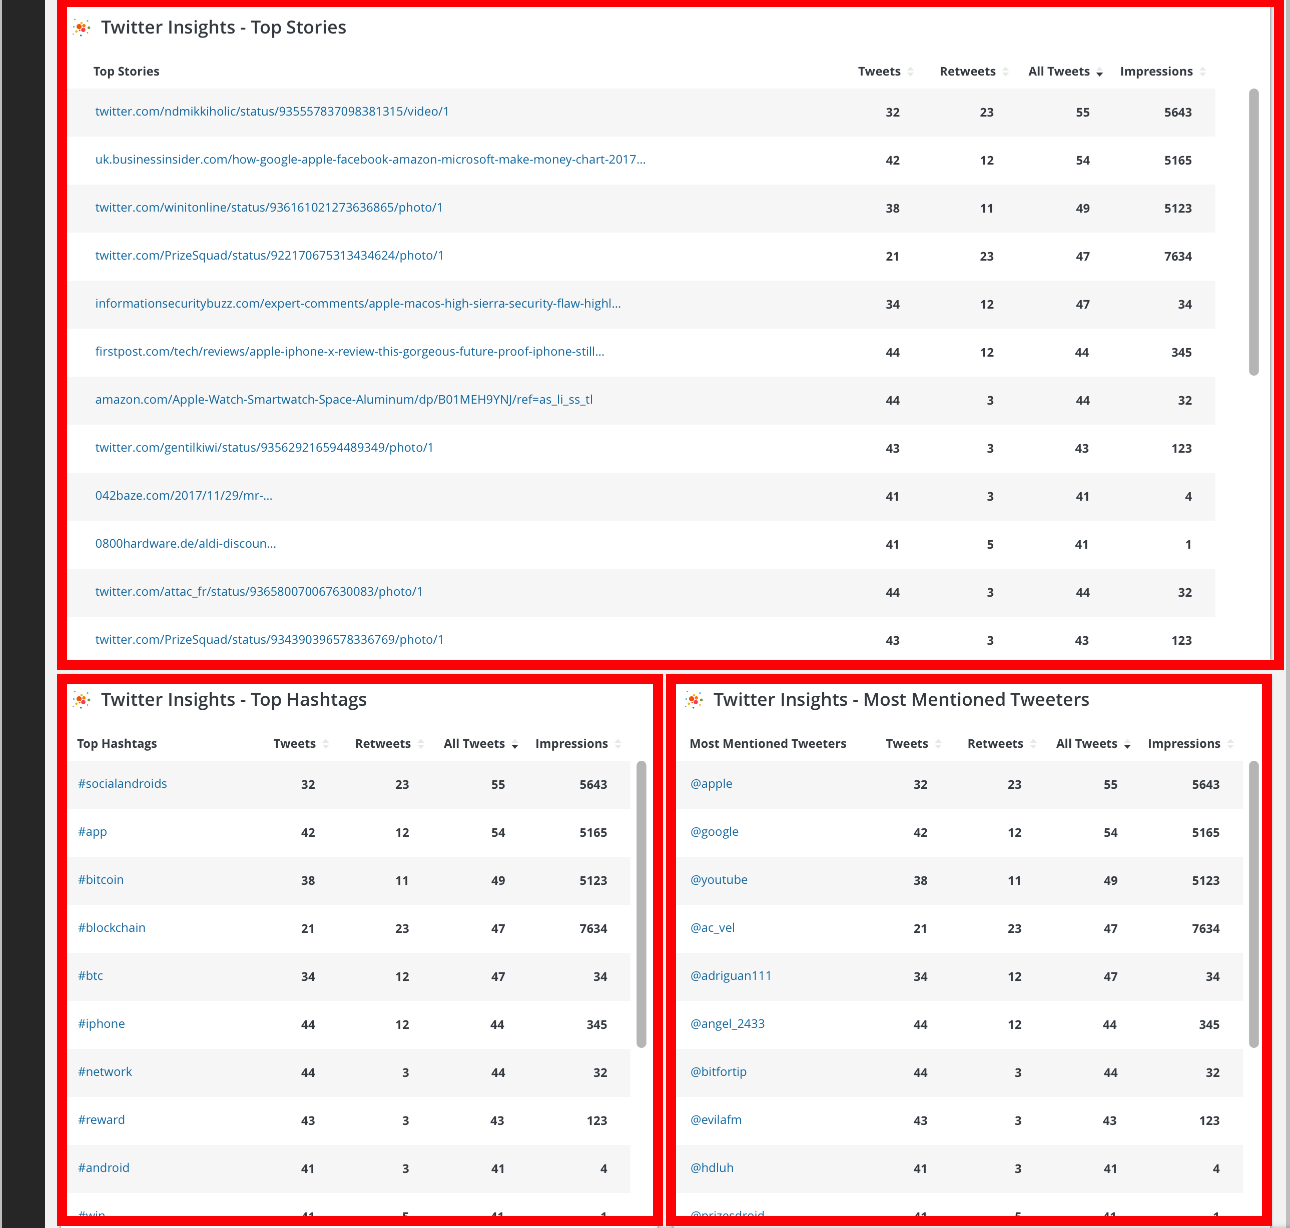 Twitter Insights - Top Stories
Top Stories Tweets Retweets All Tweets Impressions
twitter.com/ndmikkiholic/status/935557837098381315/video/1 32 23 55 5643
uk.businessinsider.com/how-google-apple-facebook-amazon-microsoft-make-money-chart-2017... 42 12 54 5165
twitter.com/winitonline/status/936161021273636865/photo/1 38 11 49 5123
twitter.com/PrizeSquad/status/922170675313434624/photo/1 21 23 47 7634
informationsecuritybuzz.com/expert-comments/apple-macos-high-sierra-security-flaw-highl... 34 12 47 34
firstpost.com/tech/reviews/apple-iphone-x-review-this-gorgeous-future-proof-iphone-still... 44 12 44 345
amazon.com/Apple-Watch-Smartwatch-Space-Aluminum/dp/B01MEH9YNJ/ref=as_li_ss_tl 44 3 44 32
twitter.com/gentilkiwi/status/935629216594489349/photo/1 43 3 43 123
042baze.com/2017/11/29/mr-... 41 3 41 4
0800hardware.de/aldi-discoun... 41 5 41 1
twitter.com/attac_fr/status/936580070067630083/photo/1 44 3 44 32
twitter.com/PrizeSquad/status/934390396578336769/photo/1 43 3 43 123
Twitter Insights - Top Hashtags
Top Hashtags Tweets Retweets All Tweets Impressions
#socialandroids 32 23 55 5643
#app 42 12 54 5165
#bitcoin 38 11 49 5123
#blockchain 21 23 47 7634
#btc 34 12 47 34
#iphone 44 12 44 345
#network 44 3 44 32
#reward 43 3 43 123
#android 41 3 41 4
#win 41 5 41 1
Twitter Insights - Most Mentioned Tweeters
Most Mentioned Tweeters Tweets Retweets All Tweets Impressions
@apple 32 23 55 5643
@google 42 12 54 5165
@youtube 38 11 49 5123
@ac_vel 21 23 47 7634
@adriguan111 34 12 47 34
@angel_2433 44 12 44 345
@bitfortip 44 3 44 32
@evilafm 43 3 43 123
@hdluh 41 3 41 4
@prizesdroid 41 5 41 1